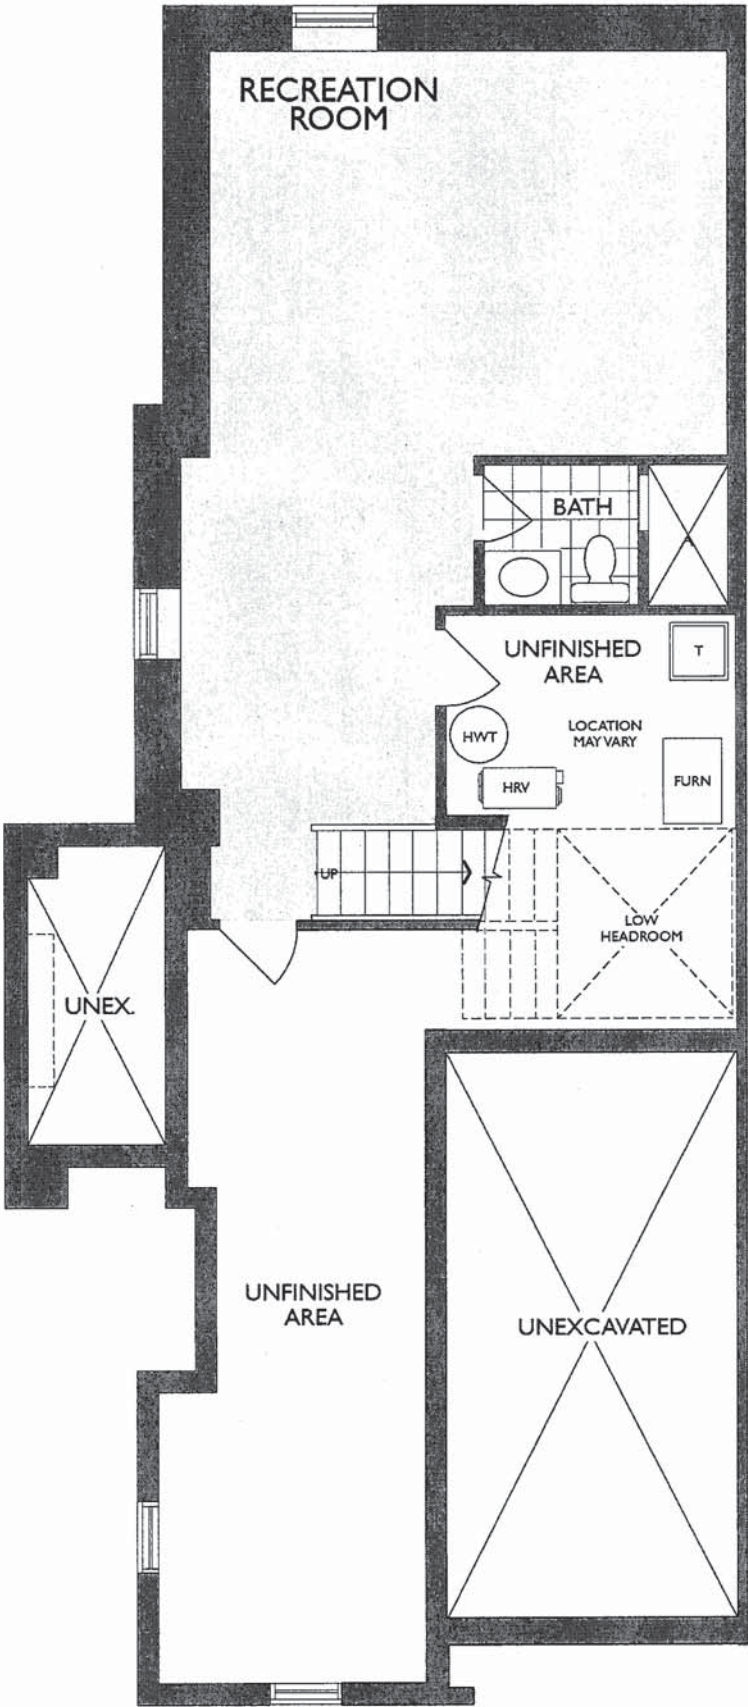 RECREATION
ROOM
BATH
UNFINISHED
AREA
T
LOCATION
MAY VARY
HWT
HRV
FURN
UP
LOW
HEADROOM
UNEX.
UNFINISHED
AREA
UNEXCAVATED